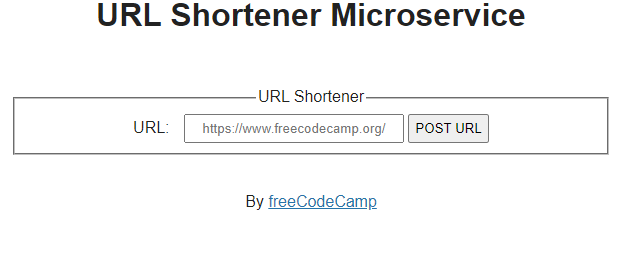 URL Shortener Microservice
URL Shortener
URL: https://www.freecodecamp.org/ POST URL
By freeCodeCamp